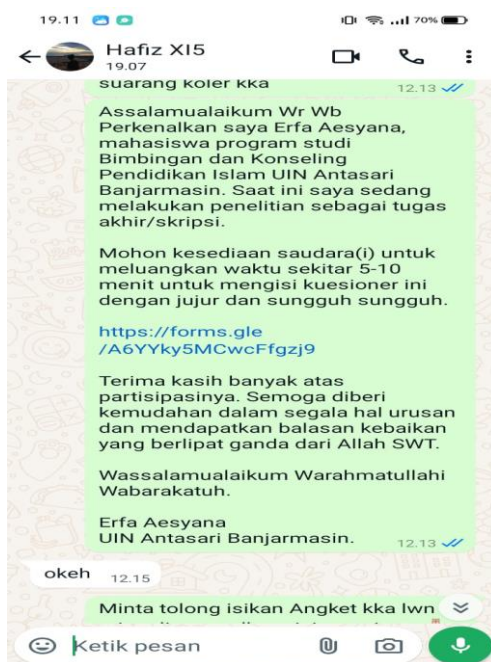 19.11 70%
Hafiz XI5
19.07
suarang koler kka 12.13
Assalamualaikum Wr Wb
Perkenalkan saya Erfa Aesyana,
mahasiswa program studi
Bimbingan dan Konseling
Pendidikan Islam UIN Antasari
Banjarmasin. Saat ini saya sedang
melakukan penelitian sebagai tugas
akhir/skripsi.
Mohon kesediaan saudara(i) untuk
meluangkan waktu sekitar 5-10
menit untuk mengisi kuesioner ini
dengan jujur dan sungguh sungguh.
https://forms.gle
/A6YYky5MCwcFfgzj9
Terima kasih banyak atas
partisipasinya. Semoga diberi
kemudahan dalam segala hal urusan
dan mendapatkan balasan kebaikan
yang berlipat ganda dari Allah SWT.
Wassalamualaikum Warahmatullahi
Wabarakatuh.
Erfa Aesyana
UIN Antasari Banjarmasin. 12.13
okeh 12.15
Minta tolong isikan Angket kka lwn
Ketik pesan